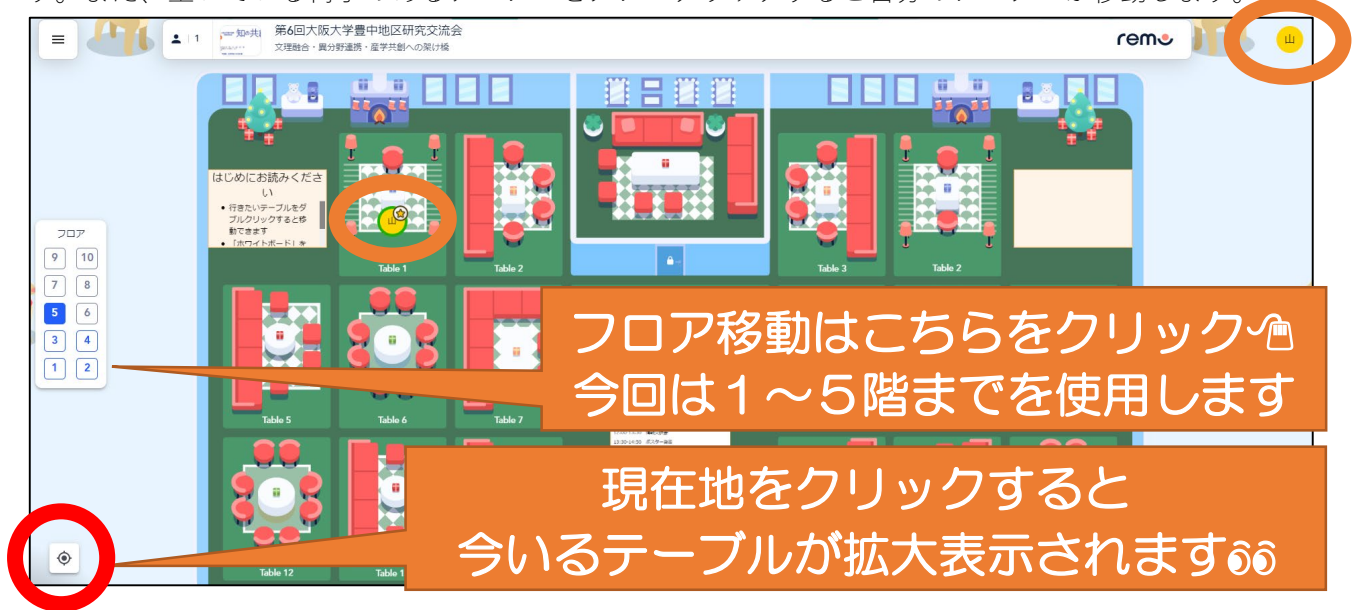 1
知の共
第6回大阪大学豊中地区研究交流会
文理融合・異分野連携・産学共創への架け橋
remo
山
はじめにお読みくださ
い
• 行きたいテーブルをダ
ブルクリックすると移
動できます
• 「ホワイトボード」を
山
Table 1
Table 2
Table 3
Table 2
フロア
9 10
7 8
5 6
3 4
1 2
フロア移動はこちらをクリック
今回は１～５階までを使用します
Table 5
Table 6
Table 7
現在地をクリックすると
今いるテーブルが拡大表示されます
Table 12
Table 1